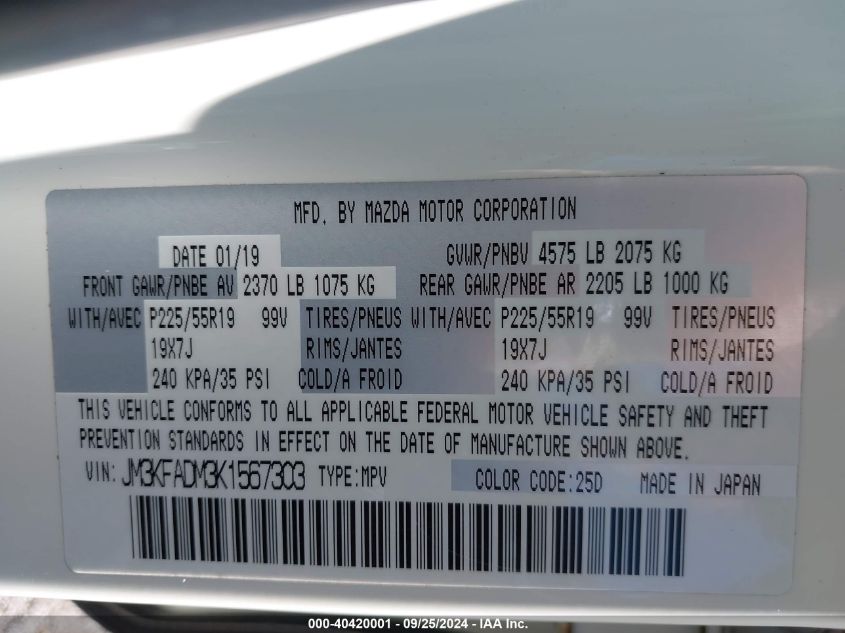 MFD. BY MAZDA MOTOR CORPORATION
DATE 01/19 GVWR/PNBV 4575 LB 2075 KG
FRONT GAWR/PNBE AV 2370 LB 1075 KG REAR GAWR/PNBE AR 2205 LB 1000 KG
WITH/AVEC P225/55R19 99V TIRES/PNEUS WITH/AVEC P225/55R19 99V TIRES/PNEUS
19X7J RIMS/JANTES 19X7J RIMS/JANTES
240 KPA/35 PSI COLD/A FROID 240 KPA/35 PSI COLD/A FROID
THIS VEHICLE CONFORMS TO ALL APPLICABLE FEDERAL MOTOR VEHICLE SAFETY AND THEFT
PREVENTION STANDARDS IN EFFECT ON THE DATE OF MANUFACTURE SHOWN ABOVE.
VIN: JM3KFADM3K1567303 TYPE:MPV COLOR CODE:25D MADE IN JAPAN
000-40420001 - 09/25/2024 - IAA Inc.